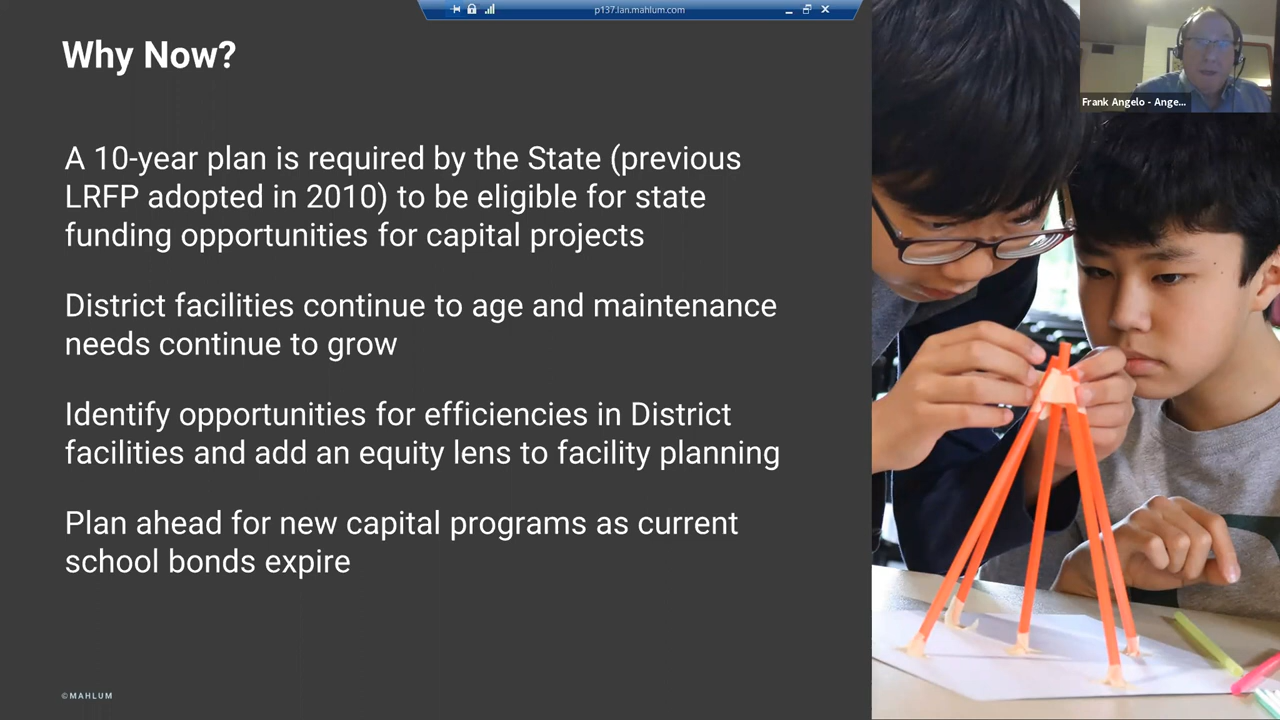 p137.lan.mahlum.com
Why Now?
Frank Angelo - Ange...
A 10-year plan is required by the State (previous
LRFP adopted in 2010) to be eligible for state
funding opportunities for capital projects
District facilities continue to age and maintenance
needs continue to grow
Identify opportunities for efficiencies in District
facilities and add an equity lens to facility planning
Plan ahead for new capital programs as current
school bonds expire
©MAHLUM